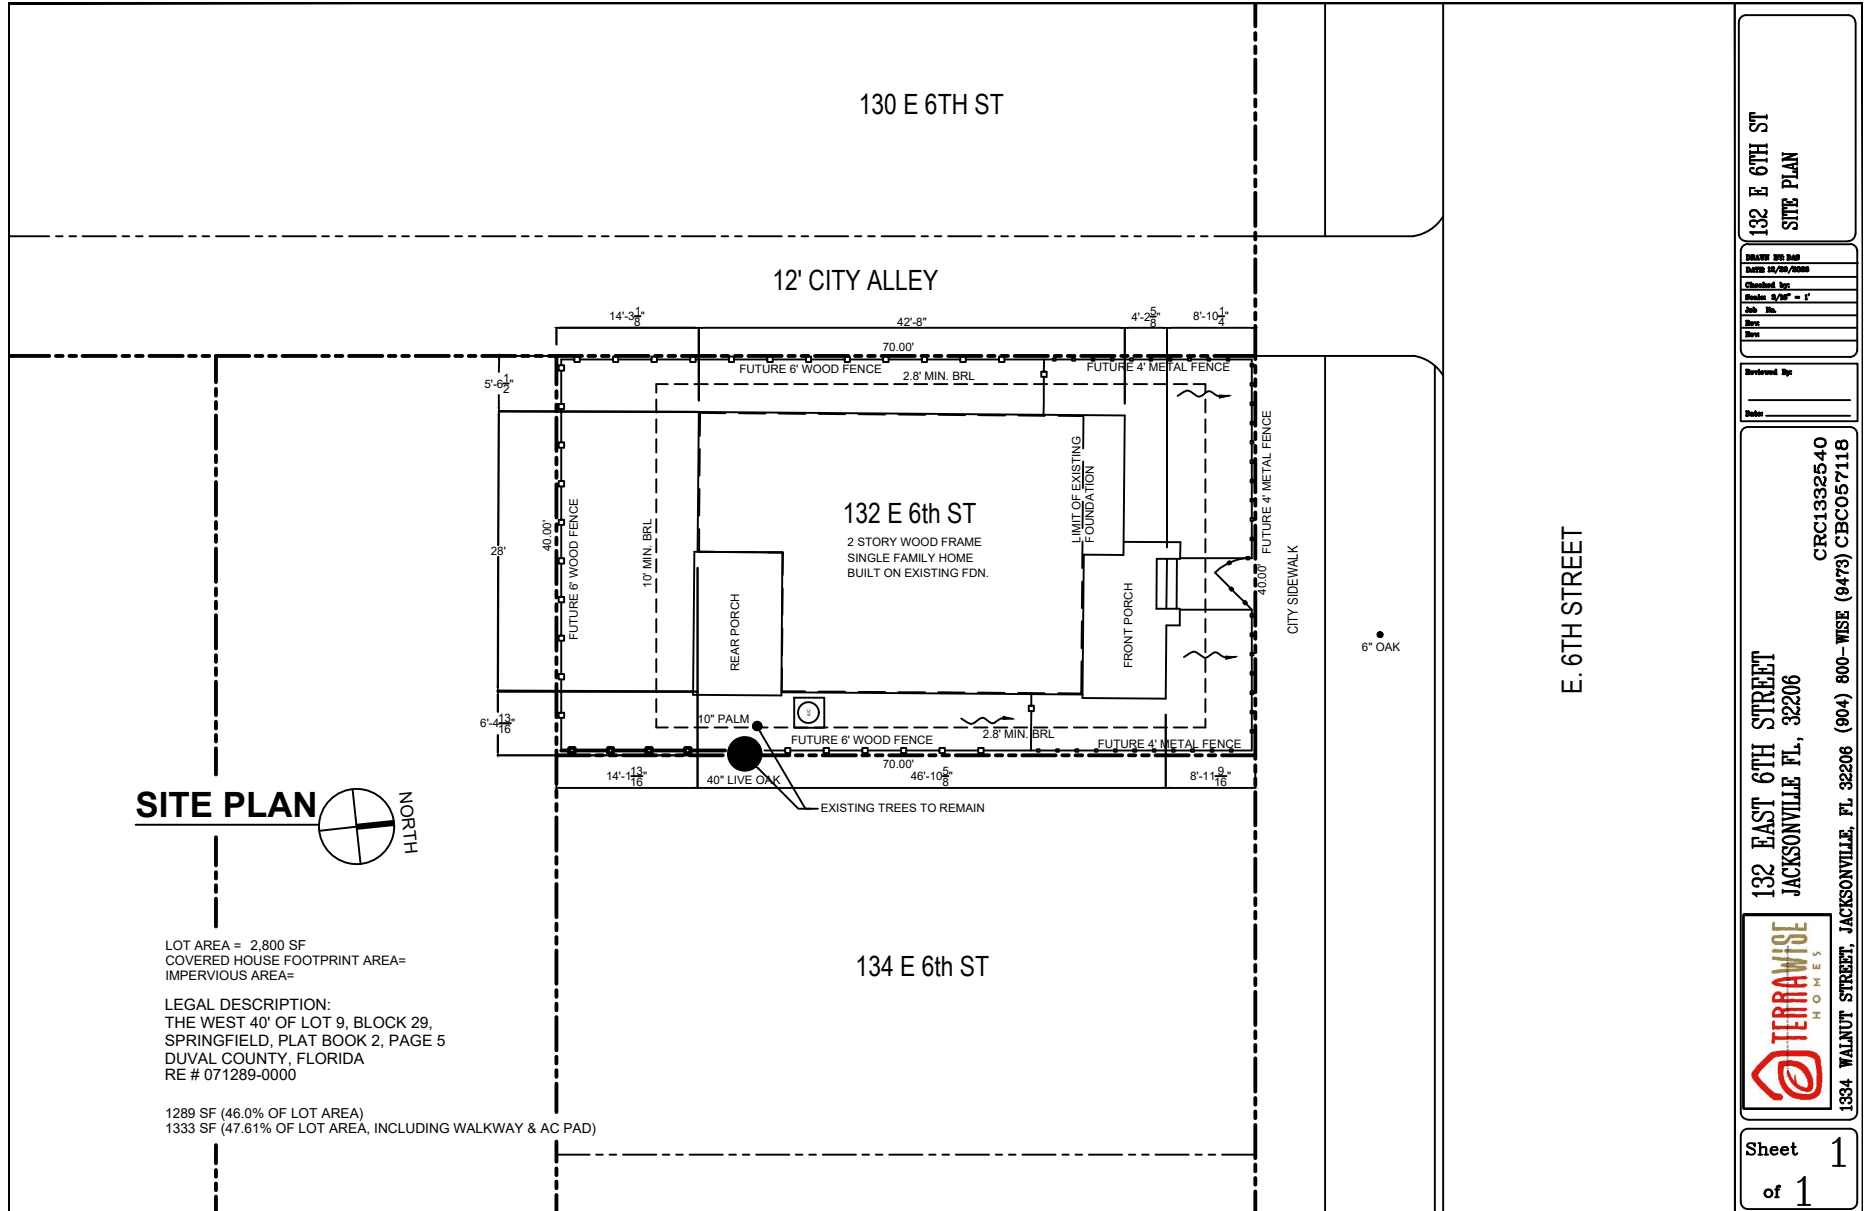 130 E 6TH ST
12' CITY ALLEY
14'-3 1/8"
42'-8"
4'-2 5/8"
8'-10 1/4"
70.00'
FUTURE 6' WOOD FENCE
2.8' MIN. BRL
FUTURE 4' METAL FENCE
5'-6 1/2"
28'
6'-4 13/16"
40.00'
FUTURE 6' WOOD FENCE
10' MIN. BRL
132 E 6th ST
2 STORY WOOD FRAME
SINGLE FAMILY HOME
BUILT ON EXISTING FDN.
LIMIT OF EXISTING
FOUNDATION
REAR PORCH
FRONT PORCH
FUTURE 4' METAL FENCE
40.00'
CITY SIDEWALK
6" OAK
E. 6TH STREET
AC
10" PALM
FUTURE 6' WOOD FENCE
2.8' MIN. BRL
FUTURE 4' METAL FENCE
70.00'
14'-1 13/16"
40" LIVE OAK
46'-10 5/8"
8'-11 9/16"
EXISTING TREES TO REMAIN
SITE PLAN
NORTH
134 E 6th ST
LOT AREA = 2,800 SF
COVERED HOUSE FOOTPRINT AREA=
IMPERVIOUS AREA=
LEGAL DESCRIPTION:
THE WEST 40' OF LOT 9, BLOCK 29,
SPRINGFIELD, PLAT BOOK 2, PAGE 5
DUVAL COUNTY, FLORIDA
RE # 071289-0000
1289 SF (46.0% OF LOT AREA)
1333 SF (47.61% OF LOT AREA, INCLUDING WALKWAY & AC PAD)
132 E 6TH ST
SITE PLAN
DRAWN BY: DAS
DATE:
Checked by:
Scale: 3/16" = 1'
Job No.
Rev:
Rev:
Reviewed By:
Date:
132 EAST 6TH STREET
JACKSONVILLE FL, 32206
CRC1332540
1334 WALNUT STREET, JACKSONVILLE, FL 32206 (904) 800-WISE (9473) CBC057118
TERRAWISE
HOMES
Sheet 1
of 1